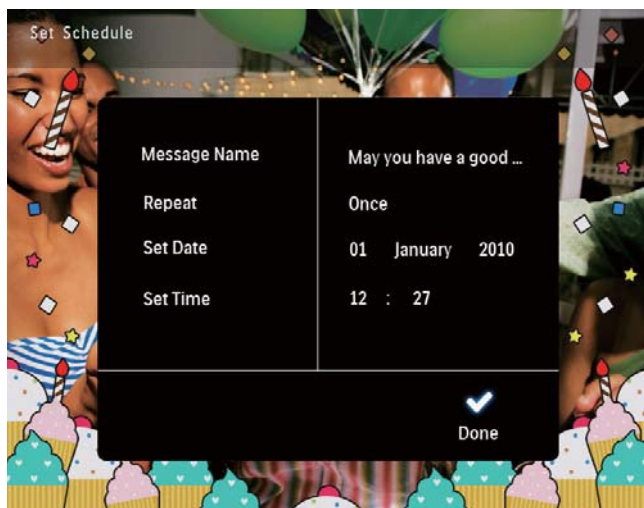 Set Schedule
Message Name May you have a good ...
Repeat Once
Set Date 01 January 2010
Set Time 12 : 27
Done